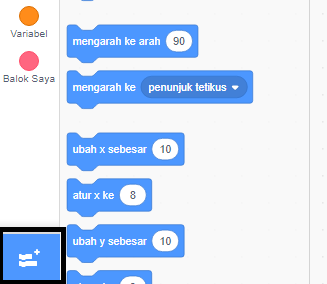 Variabel
Balok Saya
mengarah ke arah 90
mengarah ke penunjuk tetikus
ubah x sebesar 10
atur x ke 8
ubah y sebesar 10